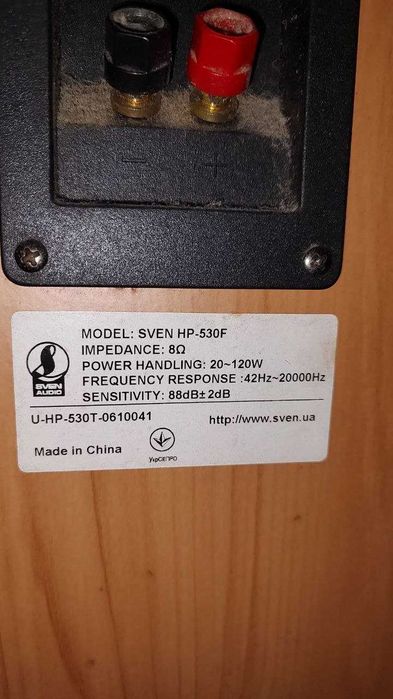 - +
MODEL: SVEN HP-530F
IMPEDANCE: 8Ω
POWER HANDLING: 20~120W
FREQUENCY RESPONSE :42Hz~20000Hz
SENSITIVITY: 88dB±2dB
SVEN
AUDIO
U-HP-530T-0610041 http://www.sven.ua
Made in China
УкрСЕПРО